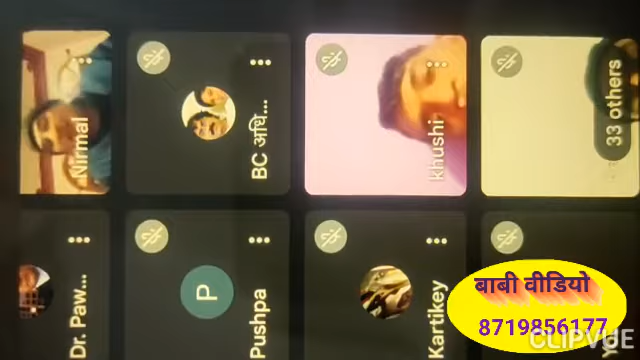 Nirmal
BC अधि...
khushi
33 others
Dr. Paw...
P
Pushpa
Kartikey
बाबी वीडियो
8719856177
CLIPVUE